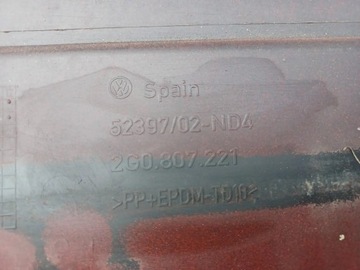 Spain
52397/02-ND4
2G0.807.221
>PP+EPDM-TD10<